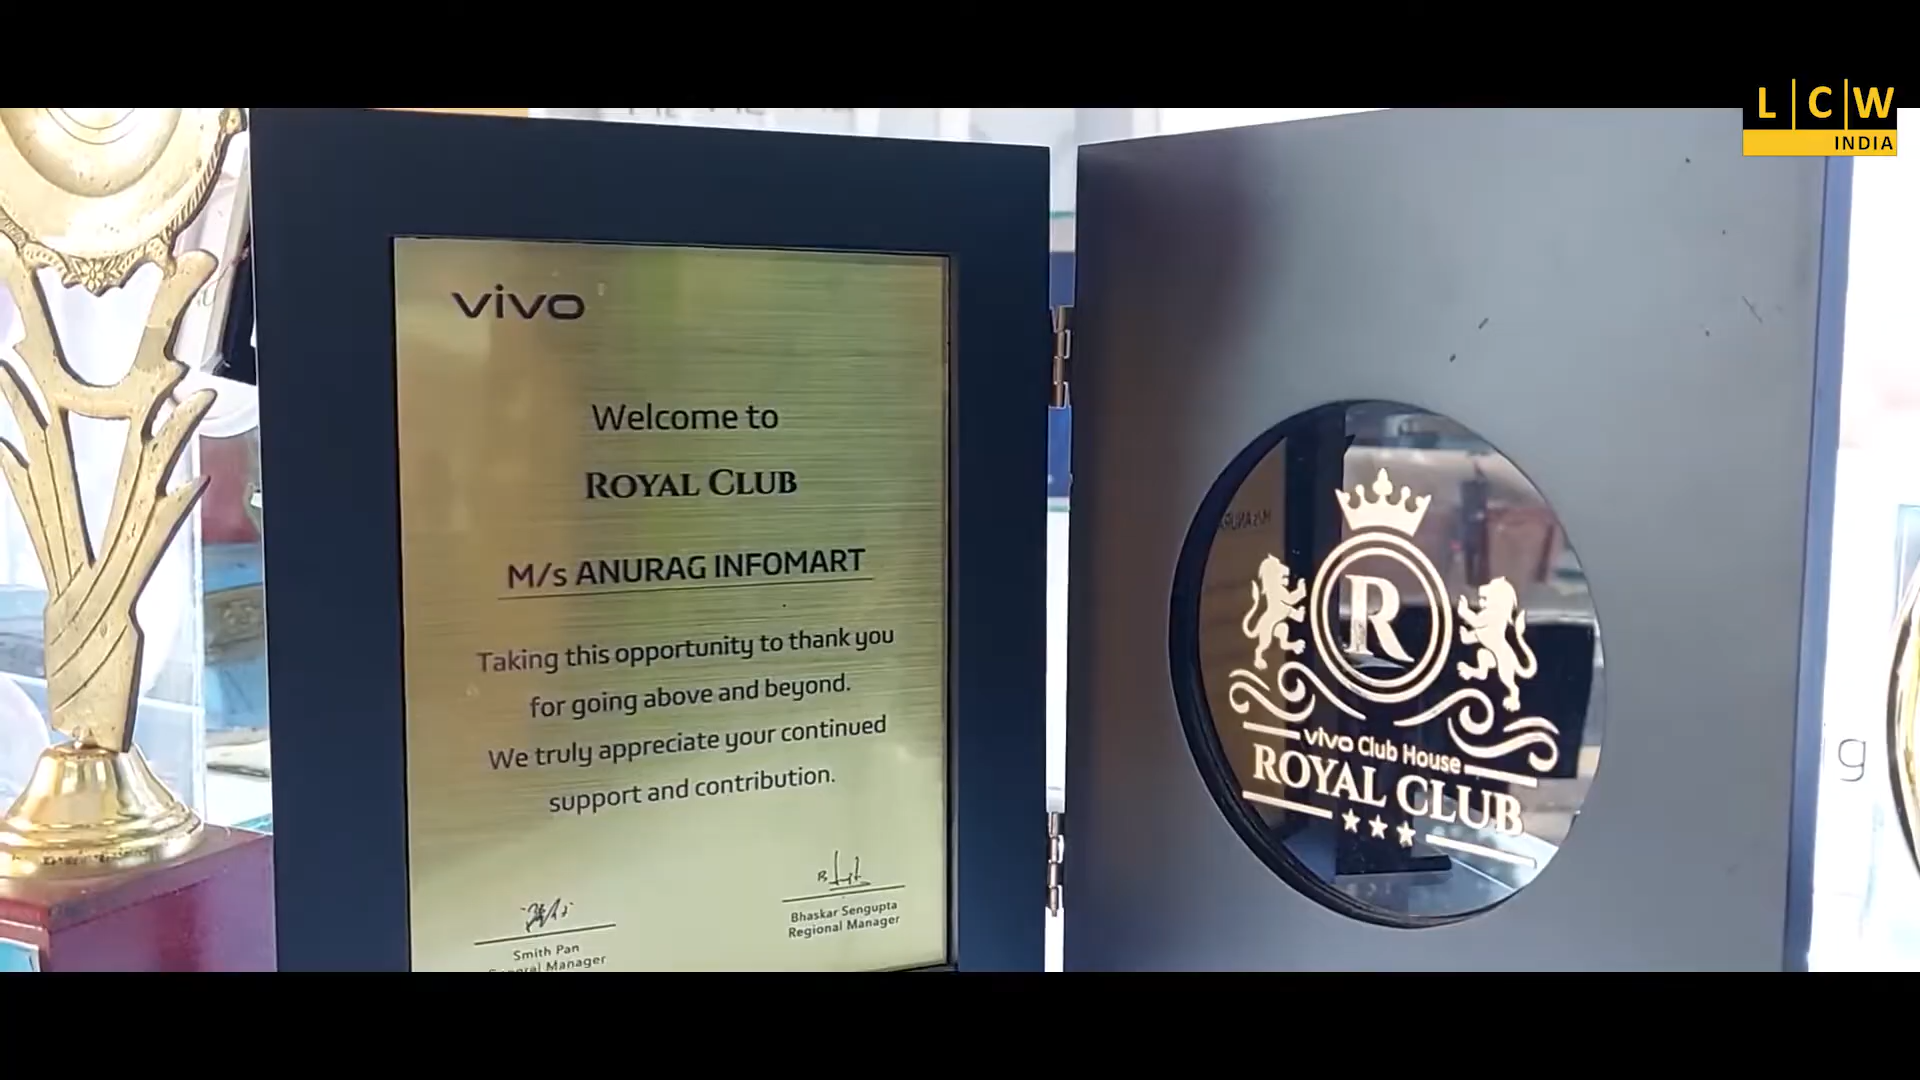 L|C|W
INDIA
vivo
Welcome to
ROYAL CLUB
M/s ANURAG INFOMART
Taking this opportunity to thank you
for going above and beyond.
We truly appreciate your continued
support and contribution.
Smith Pan
General Manager
Bhaskar Sengupta
Regional Manager
R
vivo Club House
ROYAL CLUB